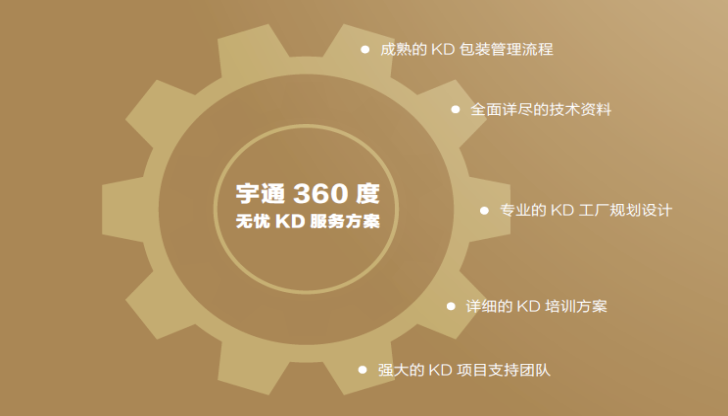 成熟的 KD 包装管理流程
全面详尽的技术资料
宇通 360 度
无忧 KD 服务方案
专业的 KD 工厂规划设计
详细的 KD 培训方案
强大的 KD 项目支持团队